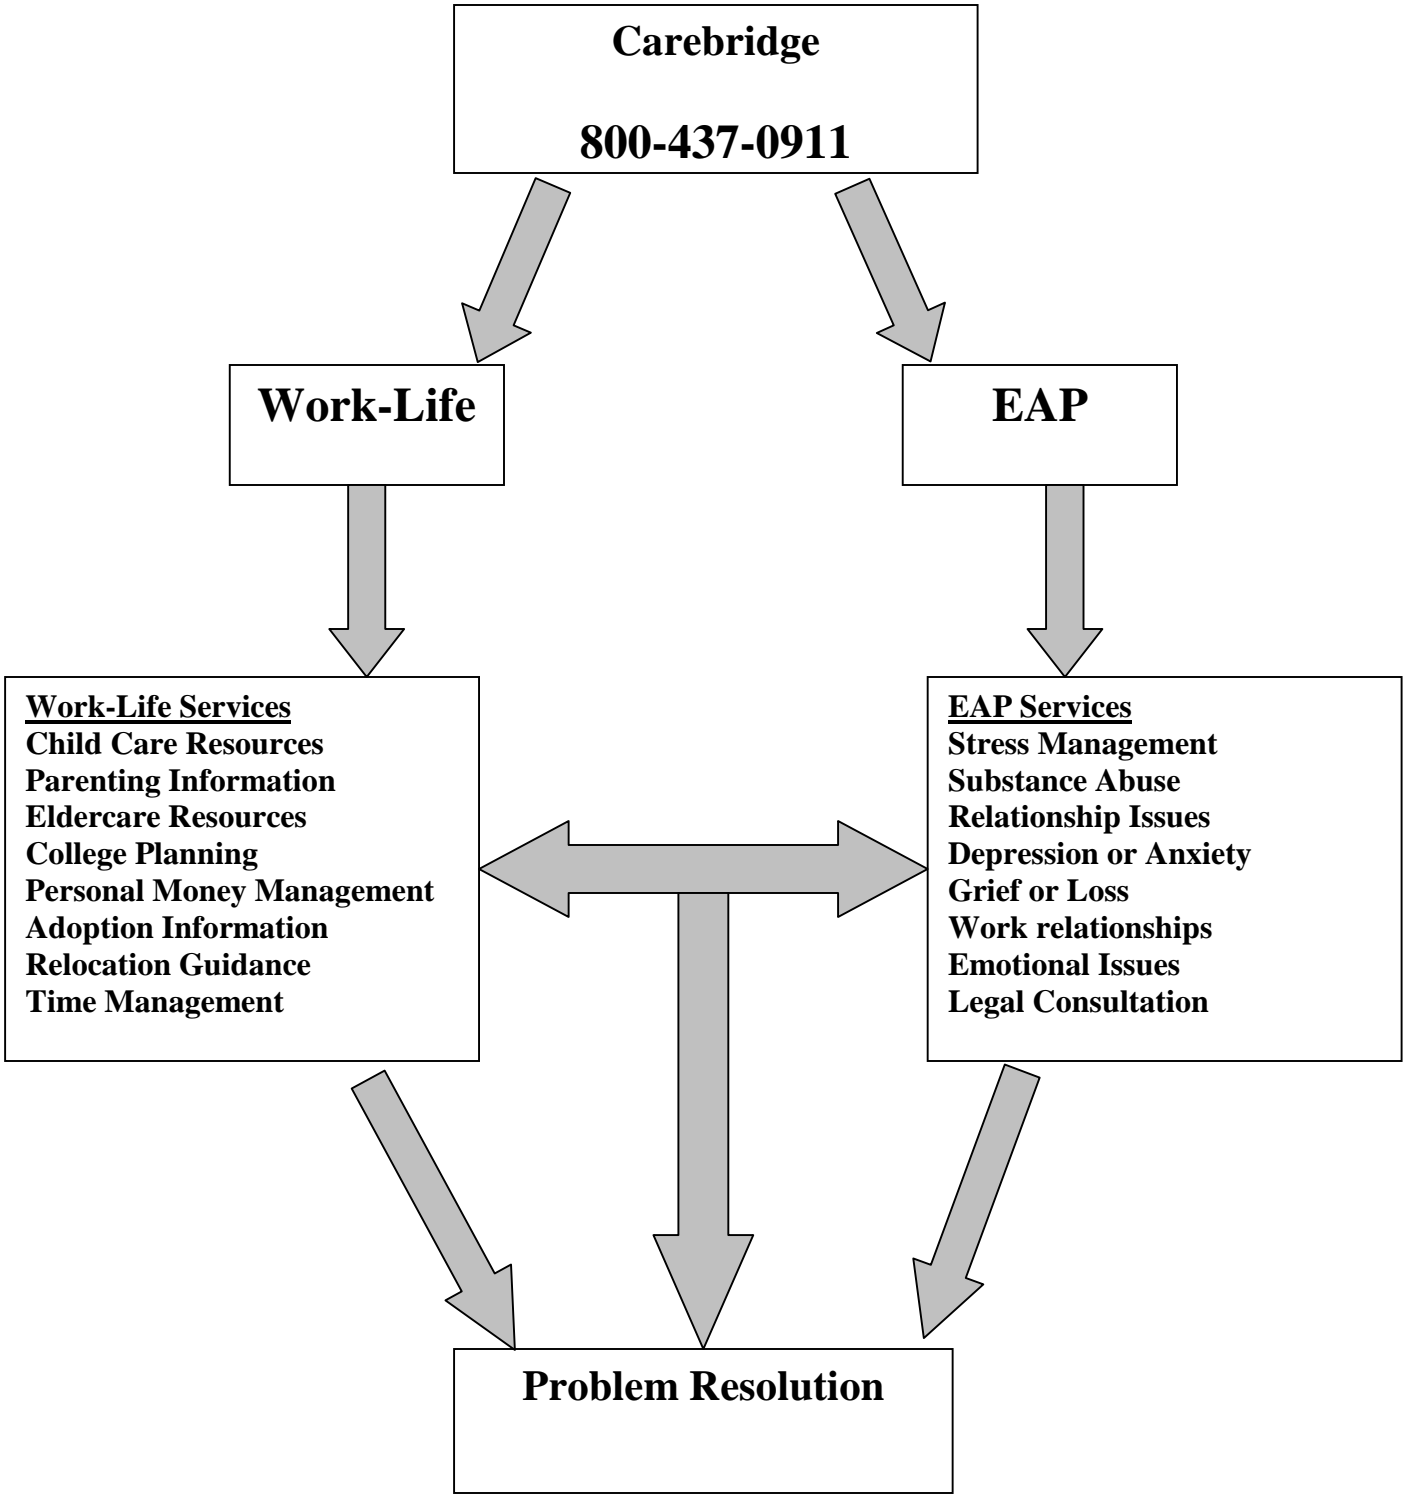 Carebridge
800-437-0911
Work-Life
EAP
Work-Life Services
Child Care Resources
Parenting Information
Eldercare Resources
College Planning
Personal Money Management
Adoption Information
Relocation Guidance
Time Management
EAP Services
Stress Management
Substance Abuse
Relationship Issues
Depression or Anxiety
Grief or Loss
Work relationships
Emotional Issues
Legal Consultation
Problem Resolution